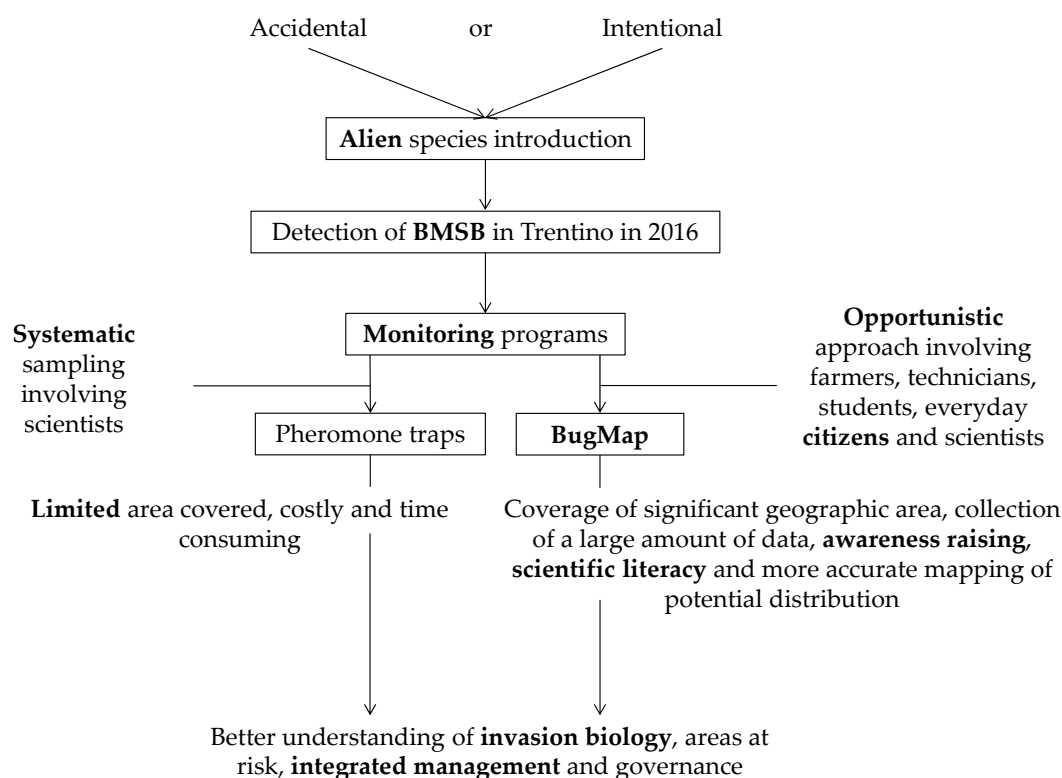 Accidental or Intentional
Alien species introduction
Detection of BMSB in Trentino in 2016
Monitoring programs
Systematic
sampling
involving
scientists
Opportunistic
approach involving
farmers, technicians,
students, everyday
citizens and scientists
Pheromone traps
BugMap
Limited area covered, costly and time
consuming
Coverage of significant geographic area, collection
of a large amount of data, awareness raising,
scientific literacy and more accurate mapping of
potential distribution
Better understanding of invasion biology, areas at
risk, integrated management and governance